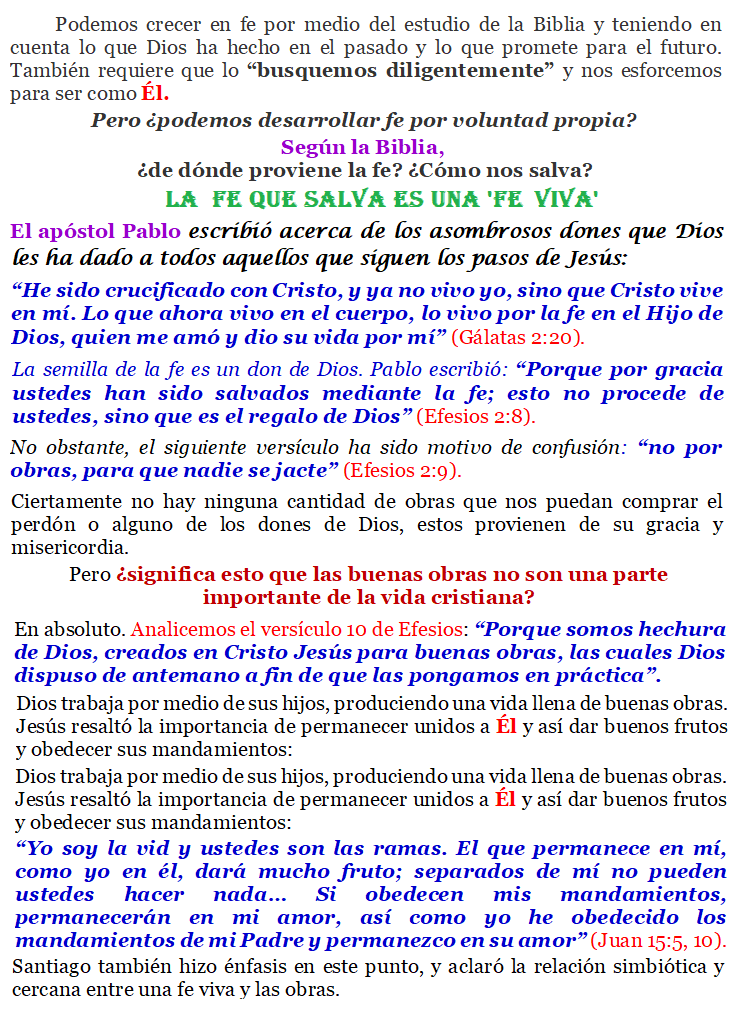 Podemos crecer en fe por medio del estudio de la Biblia y teniendo en
cuenta lo que Dios ha hecho en el pasado y lo que promete para el futuro.
También requiere que lo “busquemos diligentemente” y nos esforcemos
para ser como Él.
Pero ¿podemos desarrollar fe por voluntad propia?
Según la Biblia,
¿de dónde proviene la fe? ¿Cómo nos salva?
LA FE QUE SALVA ES UNA 'FE VIVA'
El apóstol Pablo escribió acerca de los asombrosos dones que Dios
les ha dado a todos aquellos que siguen los pasos de Jesús:
“He sido crucificado con Cristo, y ya no vivo yo, sino que Cristo vive
en mí. Lo que ahora vivo en el cuerpo, lo vivo por la fe en el Hijo de
Dios, quien me amó y dio su vida por mí” (Gálatas 2:20).
La semilla de la fe es un don de Dios. Pablo escribió: “Porque por gracia
ustedes han sido salvados mediante la fe; esto no procede de
ustedes, sino que es el regalo de Dios” (Efesios 2:8).
No obstante, el siguiente versículo ha sido motivo de confusión: “no por
obras, para que nadie se jacte” (Efesios 2:9).
Ciertamente no hay ninguna cantidad de obras que nos puedan comprar el
perdón o alguno de los dones de Dios, estos provienen de su gracia y
misericordia.
Pero ¿significa esto que las buenas obras no son una parte
importante de la vida cristiana?
En absoluto. Analicemos el versículo 10 de Efesios: “Porque somos hechura
de Dios, creados en Cristo Jesús para buenas obras, las cuales Dios
dispuso de antemano a fin de que las pongamos en práctica”.
Dios trabaja por medio de sus hijos, produciendo una vida llena de buenas obras.
Jesús resaltó la importancia de permanecer unidos a Él y así dar buenos frutos
y obedecer sus mandamientos:
Dios trabaja por medio de sus hijos, produciendo una vida llena de buenas obras.
Jesús resaltó la importancia de permanecer unidos a Él y así dar buenos frutos
y obedecer sus mandamientos:
“Yo soy la vid y ustedes son las ramas. El que permanece en mí,
como yo en él, dará mucho fruto; separados de mí no pueden
ustedes hacer nada… Si obedecen mis mandamientos,
permanecerán en mi amor, así como yo he obedecido los
mandamientos de mi Padre y permanezco en su amor” (Juan 15:5, 10).
Santiago también hizo énfasis en este punto, y aclaró la relación simbiótica y
cercana entre una fe viva y las obras.